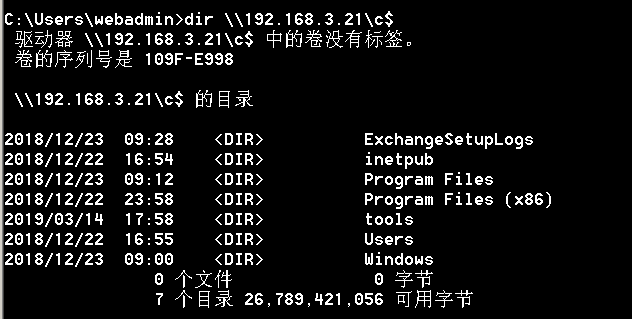 C:\Users\webadmin>dir \\192.168.3.21\c$
驱动器 \\192.168.3.21\c$ 中的卷没有标签。
卷的序列号是 109F-E998
\\192.168.3.21\c$ 的目录
2018/12/23  09:28    <DIR>          ExchangeSetupLogs
2018/12/22  16:54    <DIR>          inetpub
2018/12/23  09:12    <DIR>          Program Files
2018/12/22  23:58    <DIR>          Program Files (x86)
2019/03/14  17:58    <DIR>          tools
2018/12/22  16:55    <DIR>          Users
2018/12/23  09:00    <DIR>          Windows
0 个文件              0 字节
7 个目录 26,789,421,056 可用字节